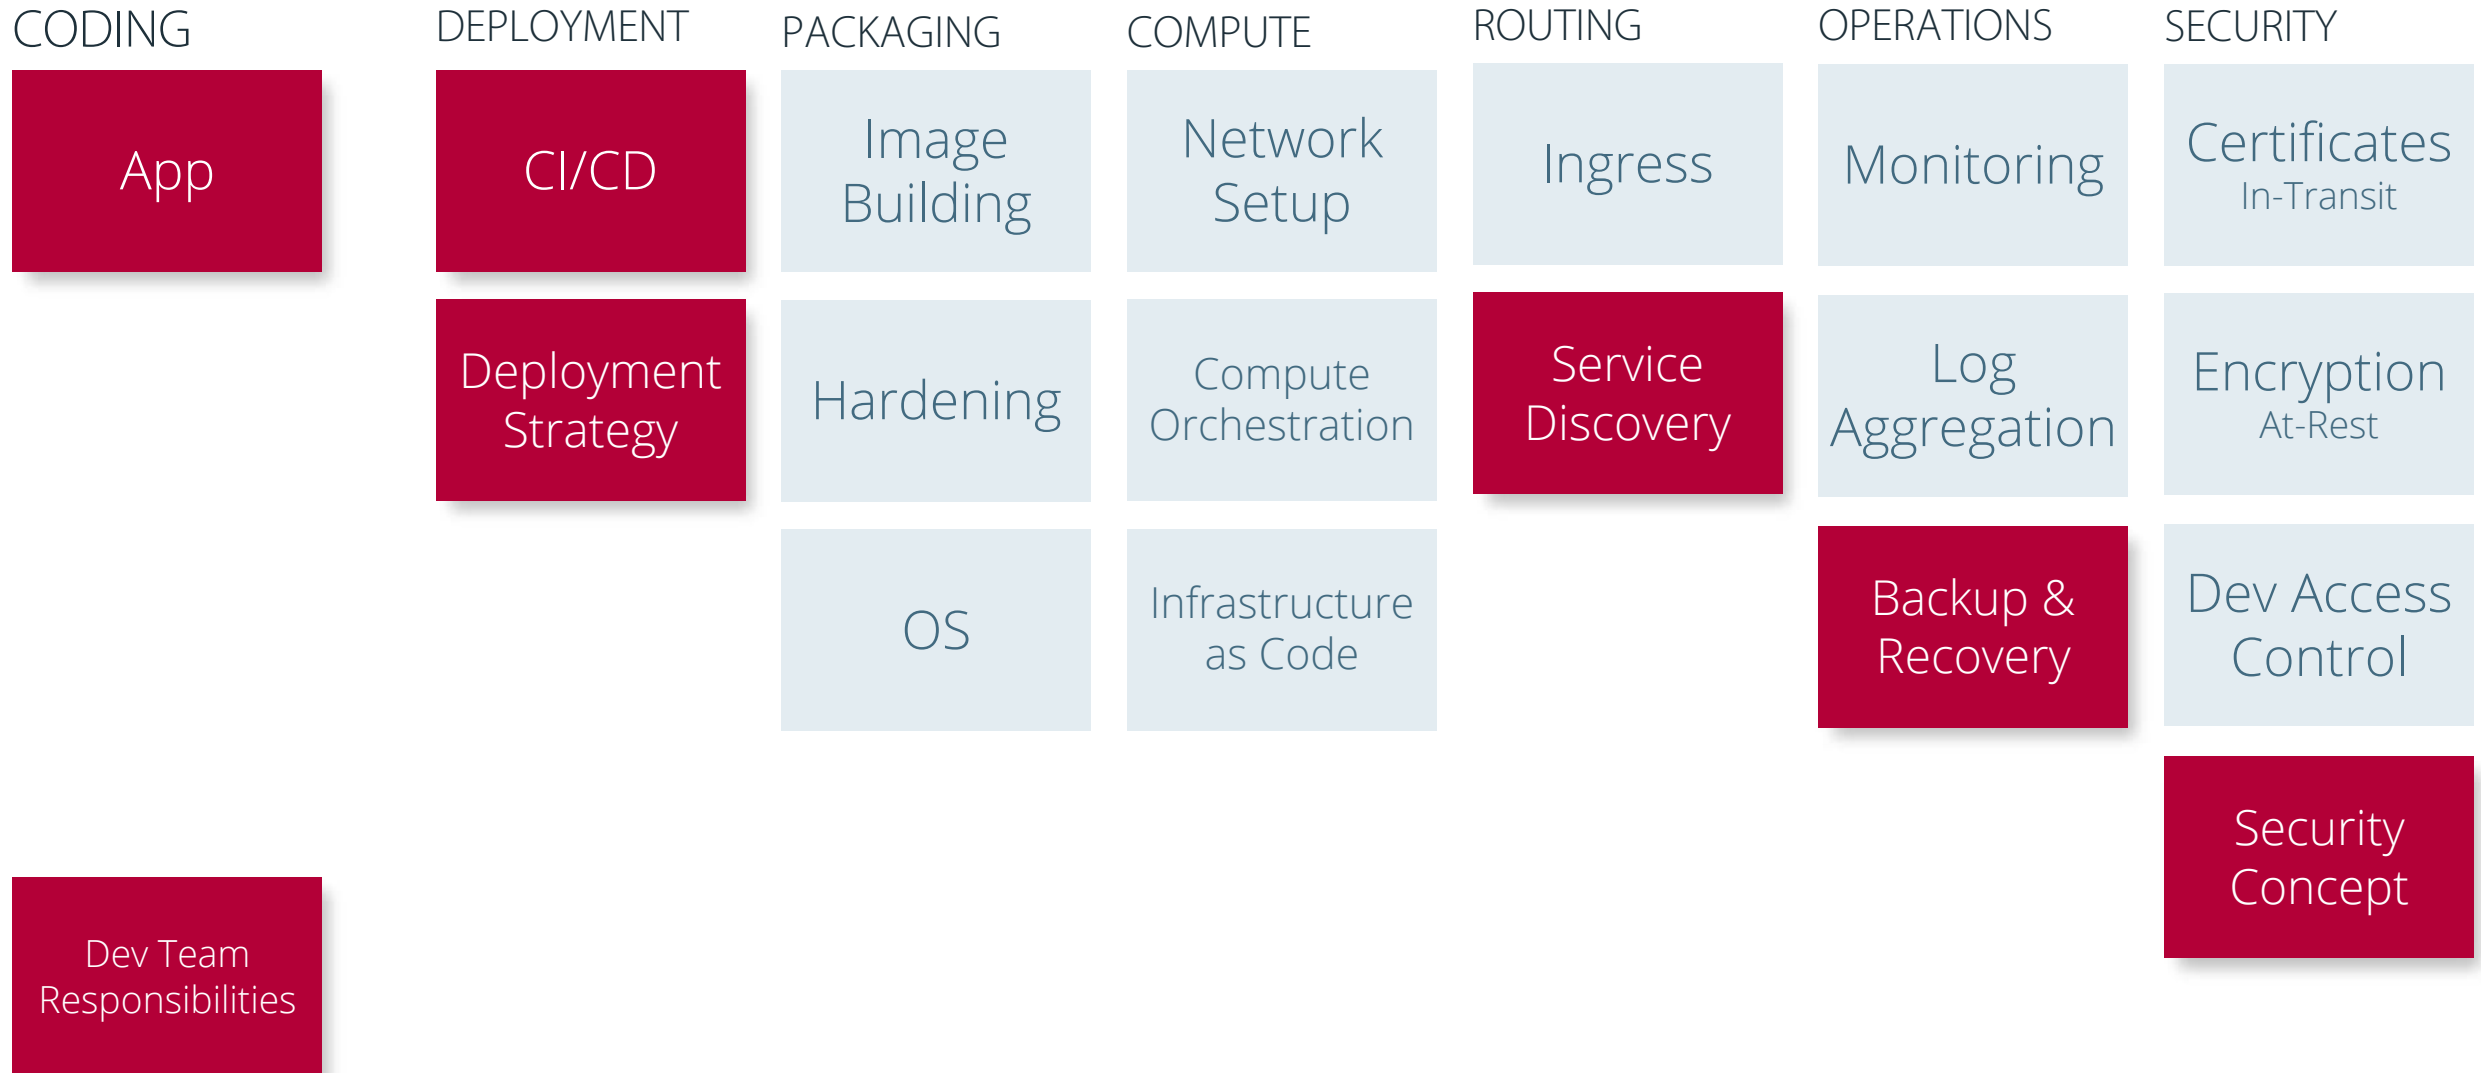 CODING
App
Dev Team
Responsibilities
DEPLOYMENT
CI/CD
Deployment
Strategy
PACKAGING
Image
Building
Hardening
OS
COMPUTE
Network
Setup
Compute
Orchestration
Infrastructure
as Code
ROUTING
Ingress
Service
Discovery
OPERATIONS
Monitoring
Log
Aggregation
Backup &
Recovery
SECURITY
Certificates
In-Transit
Encryption
At-Rest
Dev Access
Control
Security
Concept